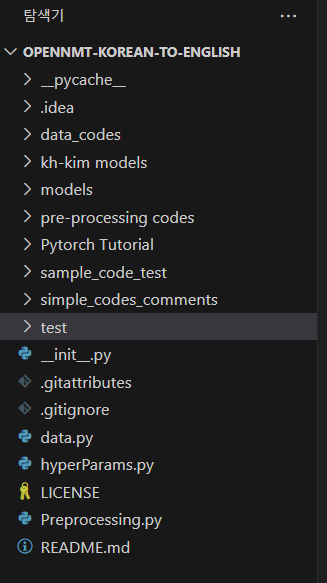 탐색기
OPENNMT-KOREAN-TO-ENGLISH
__pycache__
.idea
data_codes
kh-kim models
models
pre-processing codes
Pytorch Tutorial
sample_code_test
simple_codes_comments
test
__init__.py
.gitattributes
.gitignore
data.py
hyperParams.py
LICENSE
Preprocessing.py
README.md